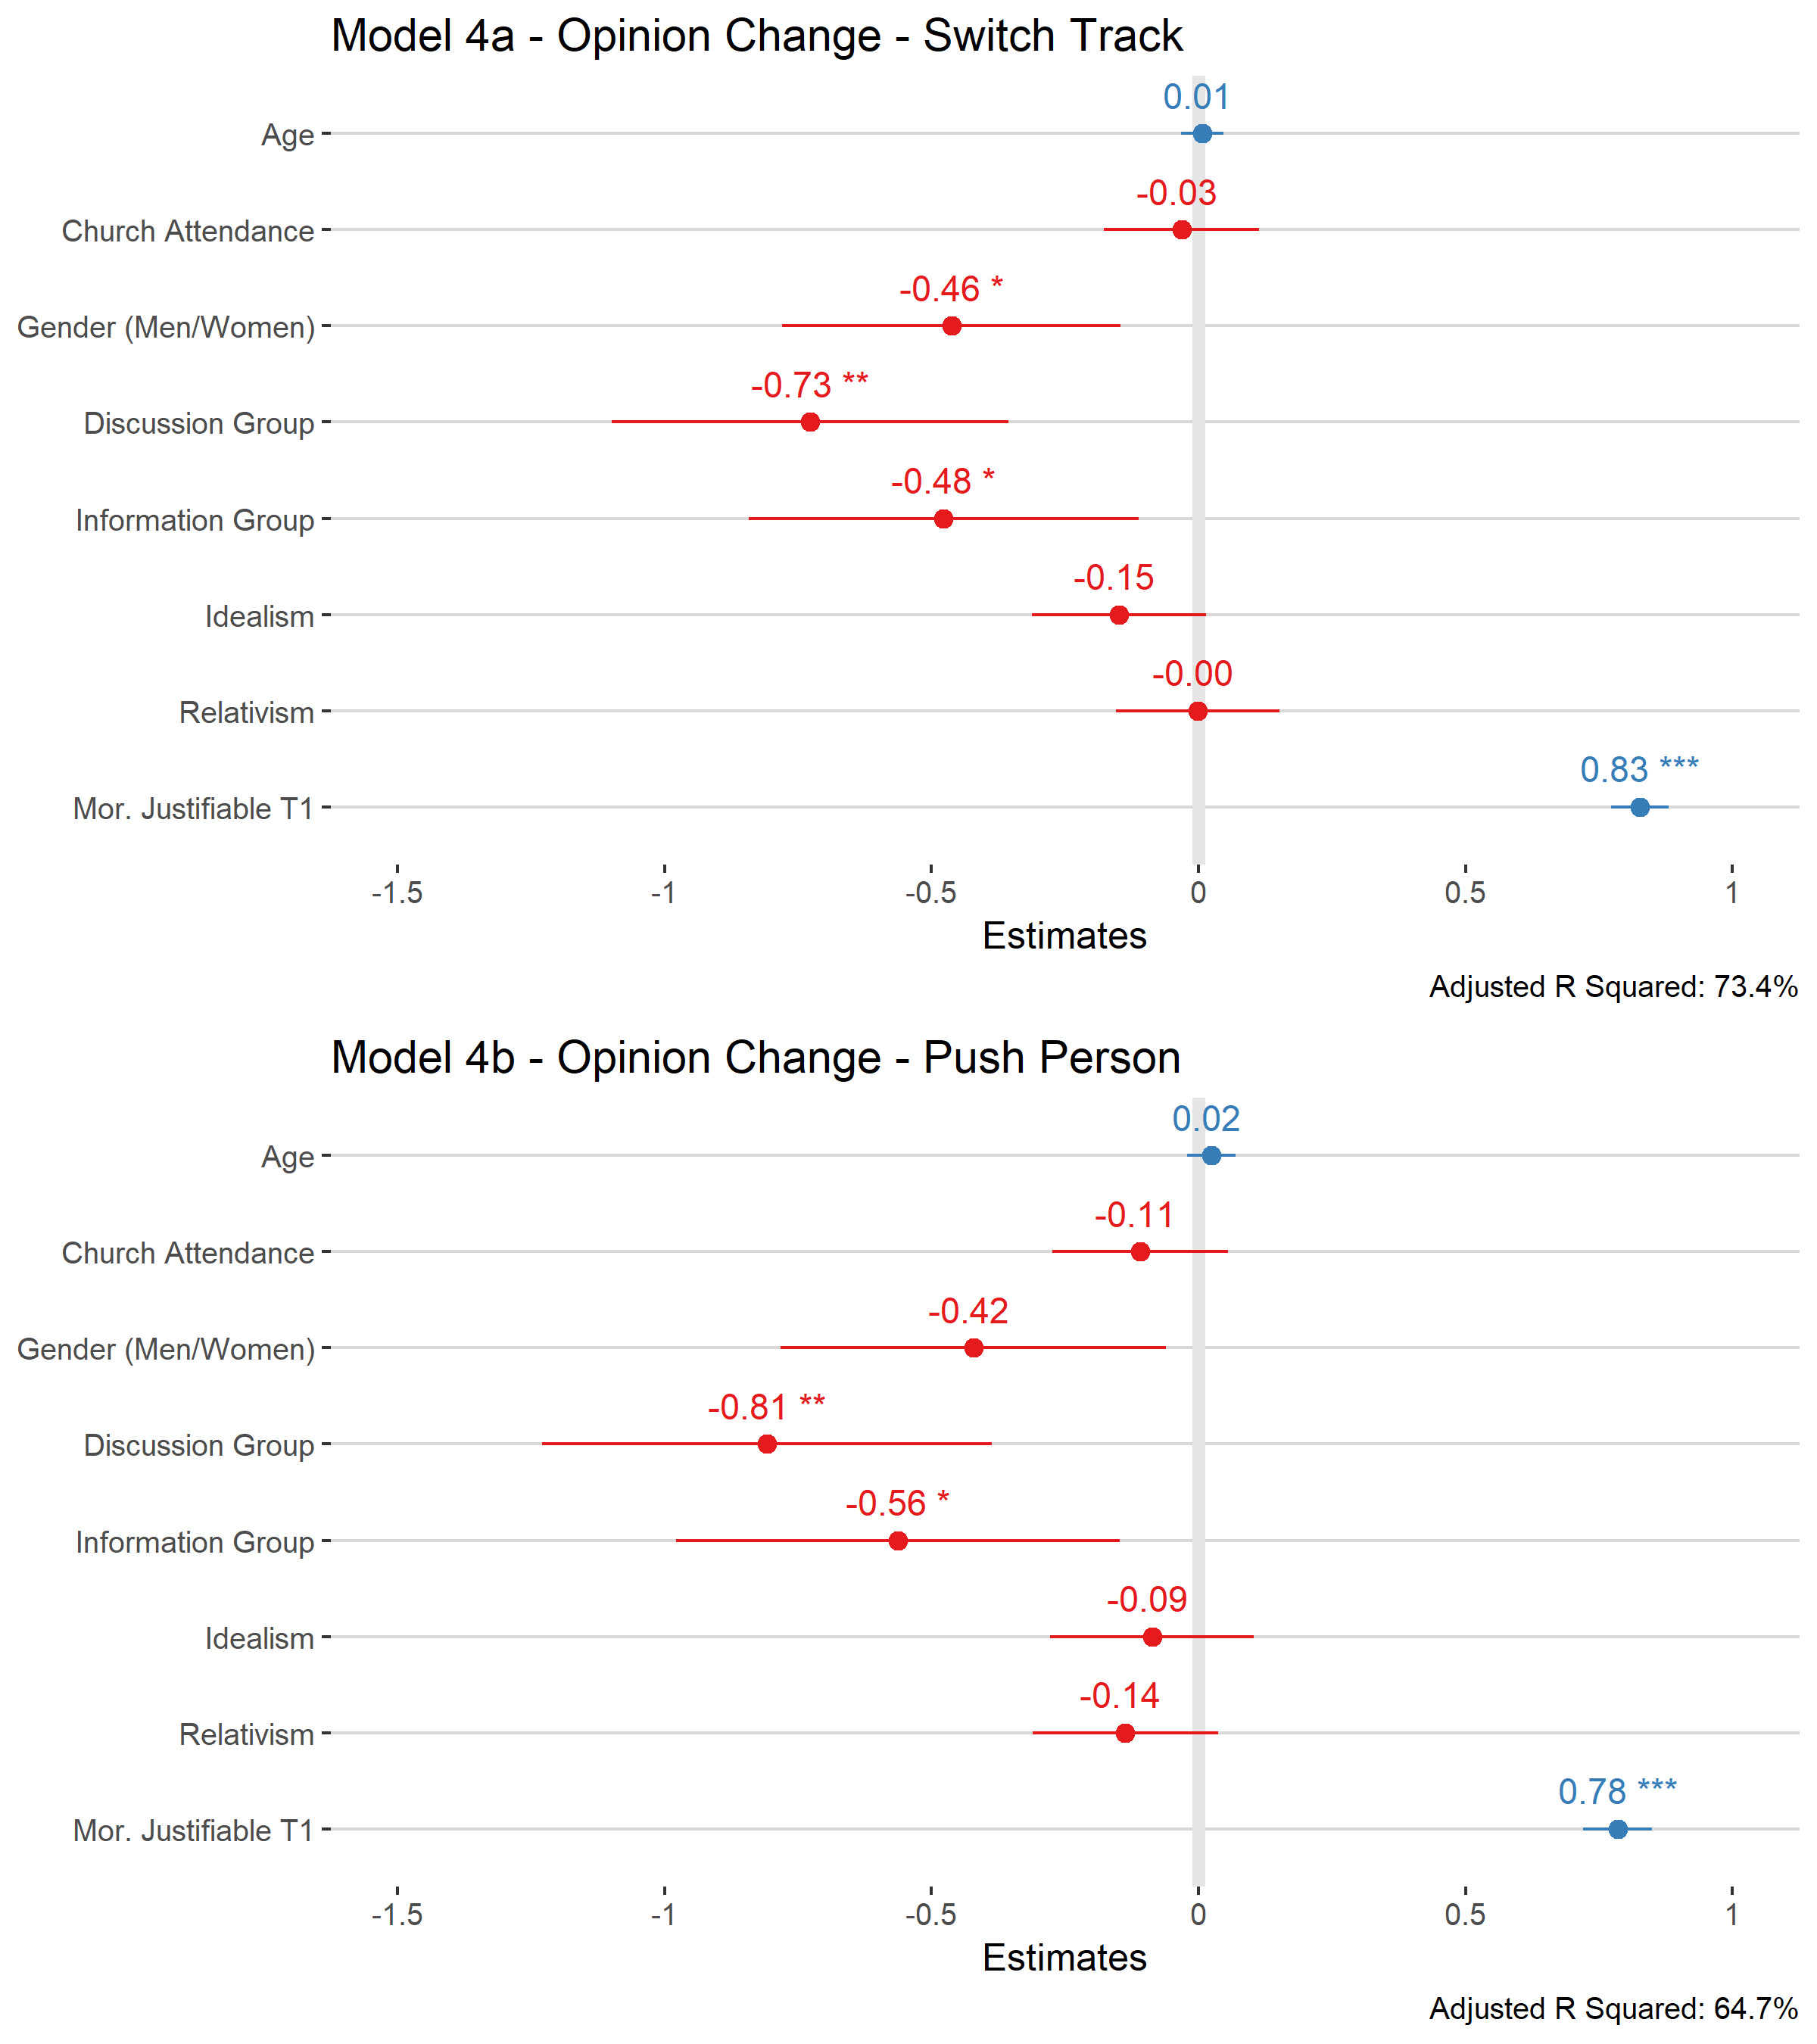 Model 4a - Opinion Change - Switch Track
0.01
Age
-0.03
Church Attendance
-0.46 *
Gender (Men/Women)
-0.73 **
Discussion Group
-0.48 *
Information Group
-0.15
Idealism
-0.00
Relativism
0.83 ***
Mor. Justifiable T1
-1.5 -1 -0.5 0 0.5 1
Estimates
Adjusted R Squared: 73.4%
Model 4b - Opinion Change - Push Person
0.02
Age
-0.11
Church Attendance
-0.42
Gender (Men/Women)
-0.81 **
Discussion Group
-0.56 *
Information Group
-0.09
Idealism
-0.14
Relativism
0.78 ***
Mor. Justifiable T1
-1.5 -1 -0.5 0 0.5 1
Estimates
Adjusted R Squared: 64.7%